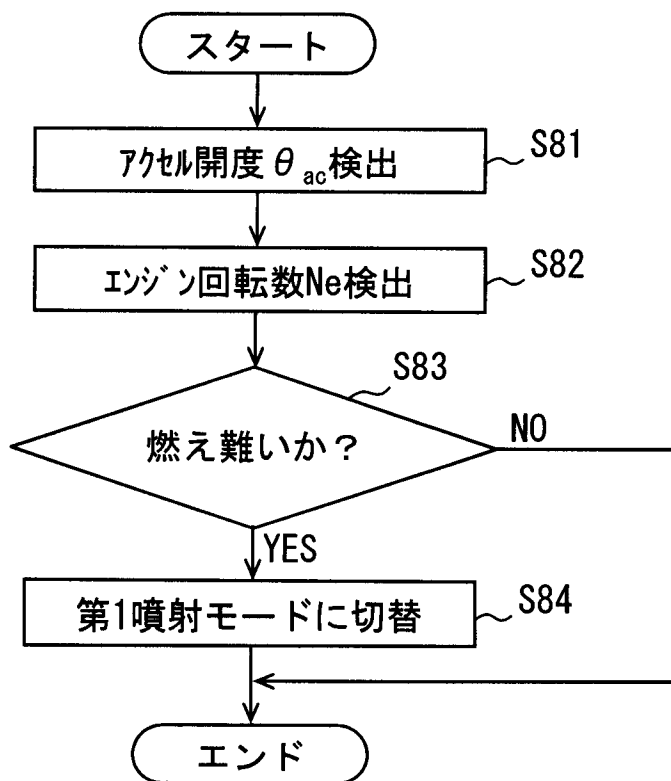 スタート
アクセル開度θac検出
S81
エンジン回転数Ne検出
S82
S83
燃え難いか?
NO
YES
第1噴射モードに切替
S84
エンド